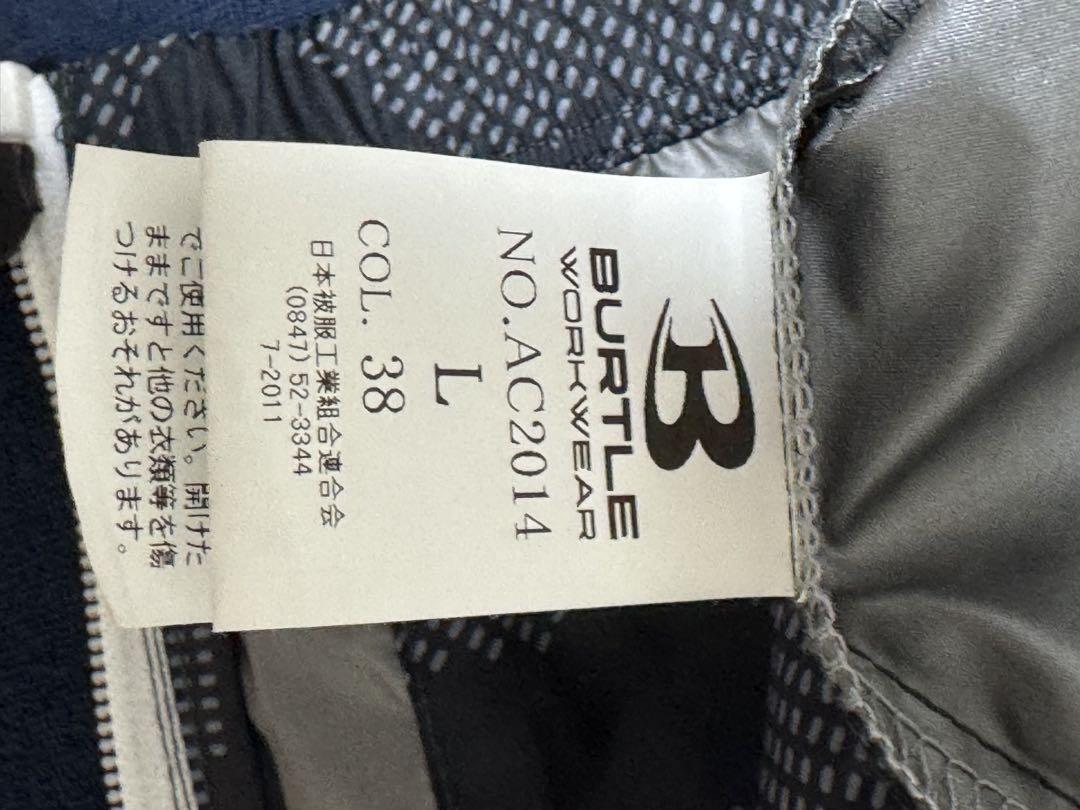 BURTLE
WORKWEAR
NO.AC2014
L
COL. 38
日本被服工業組合連合会
(0847) 52-3344
7-2011
でご使用ください。開けた
ままですと他の衣類等を傷
つけるおそれがあります。